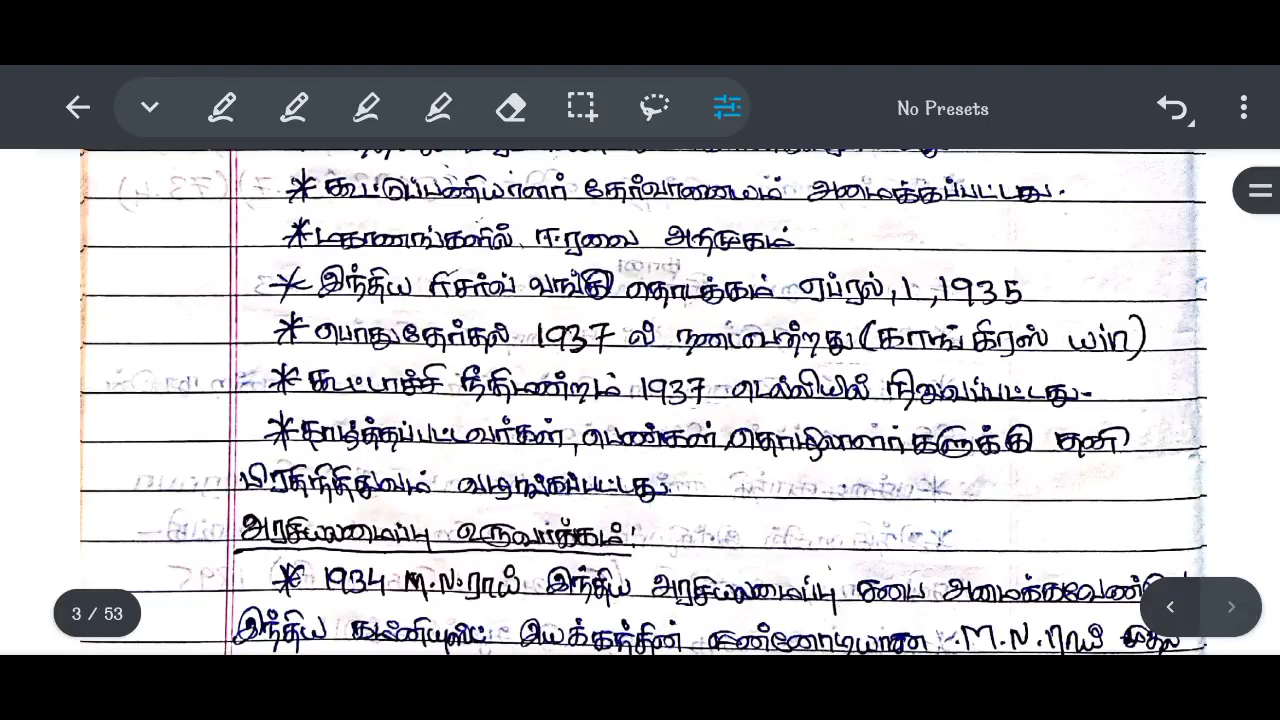 No Presets
* கூட்டுப்பணியாளர் தேர்வாணையம் அமைக்கப்பட்டது.
* மகாணங்களில் ஈரவை அறிமுகம்
* இந்திய ரிசர்வ் வங்கி தொடக்கம் ஏப்ரல், 1, 1935
* பொதுதேர்தல் 1937 ல் நடைபெற்றது (காங்கிரஸ் win)
* கூட்டாச்சி நீதிமன்றம் 1937 டெல்லியில் நிறுவப்பட்டது.
* தாழ்த்தப்பட்டவர்கள், பெண்கள், தொழிலாளர்களுக்கு தனி
பிரதிநிதித்துவம் வழங்கப்பட்டது.
அரசியலமைப்பு உருவாக்கம்:
* 1934 M.N.ராய் இந்திய அரசியலமைப்பு சபை
3 / 53
இந்திய கம்னியூஸ்ட் இயக்கத்தின் முன்னோடியான M.N.ராய் முதல்